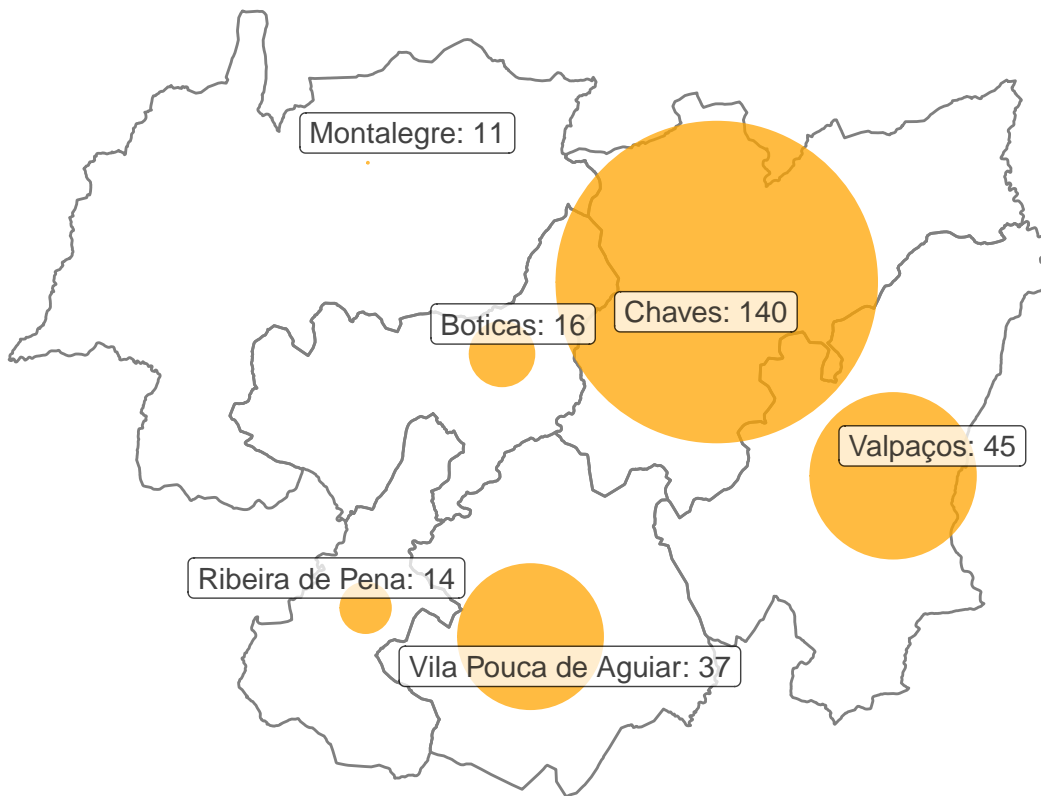 Montalegre: 11
Chaves: 140
Boticas: 16
Valpaços: 45
Ribeira de Pena: 14
Vila Pouca de Aguiar: 37